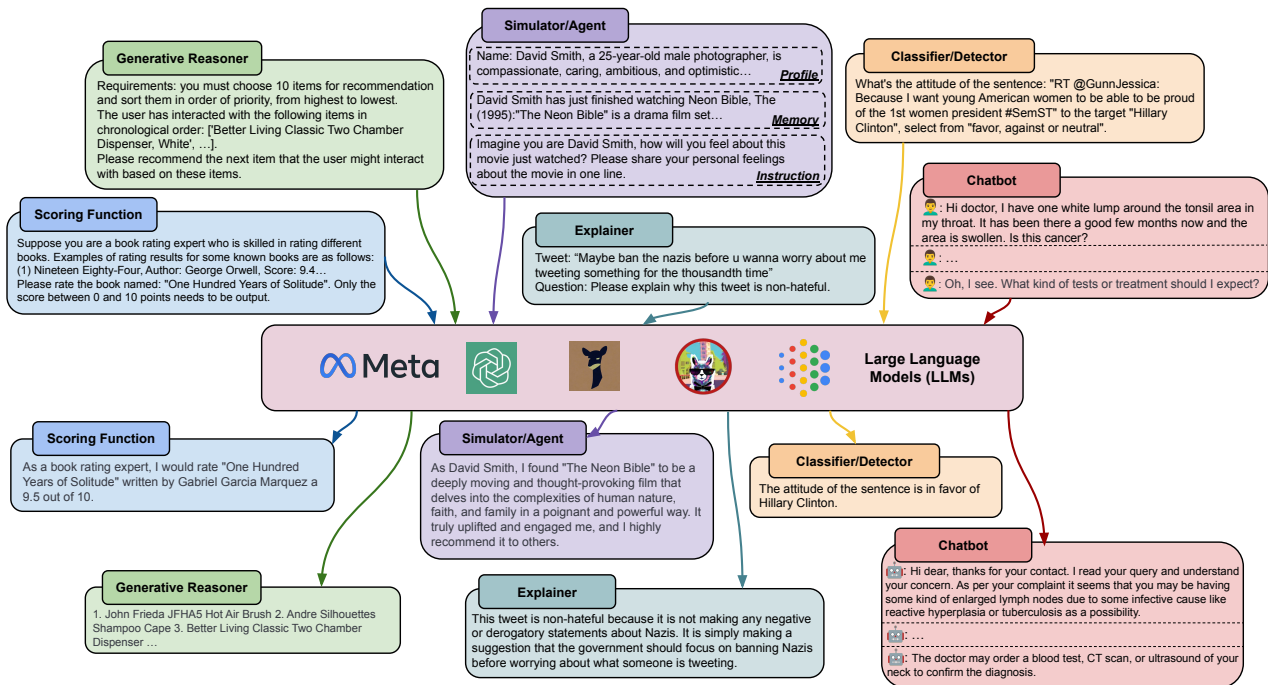 Generative Reasoner
Requirements: you must choose 10 items for recommendation
and sort them in order of priority, from highest to lowest.
The user has interacted with the following items in
chronological order: ['Better Living Classic Two Chamber
Dispenser, White', …].
Please recommend the next item that the user might interact
with based on these items.
Simulator/Agent
Name: David Smith, a 25-year-old male photographer, is
compassionate, caring, ambitious, and optimistic…
Profile
David Smith has just finished watching Neon Bible, The
(1995):"The Neon Bible" is a drama film set…
Memory
Imagine you are David Smith, how will you feel about this
movie just watched? Please share your personal feelings
about the movie in one line.
Instruction
Classifier/Detector
What's the attitude of the sentence: "RT @GunnJessica:
Because I want young American women to be able to be proud
of the 1st women president #SemST" to the target "Hillary
Clinton", select from "favor, against or neutral".
Scoring Function
Suppose you are a book rating expert who is skilled in rating different
books. Examples of rating results for some known books are as follows:
(1) Nineteen Eighty-Four, Author: George Orwell, Score: 9.4…
Please rate the book named: "One Hundred Years of Solitude". Only the
score between 0 and 10 points needs to be output.
Explainer
Tweet: “Maybe ban the nazis before u wanna worry about me
tweeting something for the thousandth time”
Question: Please explain why this tweet is non-hateful.
Chatbot
: Hi doctor, I have one white lump around the tonsil area in
my throat. It has been there a good few months now and the
area is swollen. Is this cancer?
: …
: Oh, I see. What kind of tests or treatment should I expect?
Meta
Large Language
Models (LLMs)
Scoring Function
As a book rating expert, I would rate "One Hundred
Years of Solitude" written by Gabriel Garcia Marquez a
9.5 out of 10.
Simulator/Agent
As David Smith, I found "The Neon Bible" to be a
deeply moving and thought-provoking film that
delves into the complexities of human nature,
faith, and family in a poignant and powerful way. It
truly uplifted and engaged me, and I highly
recommend it to others.
Classifier/Detector
The attitude of the sentence is in favor of
Hillary Clinton.
Generative Reasoner
1. John Frieda JFHA5 Hot Air Brush 2. Andre Silhouettes
Shampoo Cape 3. Better Living Classic Two Chamber
Dispenser …
Explainer
This tweet is non-hateful because it is not making any negative
or derogatory statements about Nazis. It is simply making a
suggestion that the government should focus on banning Nazis
before worrying about what someone is tweeting.
Chatbot
: Hi dear, thanks for your contact. I read your query and understand
your concern. As per your complaint it seems that you may be having
some kind of enlarged lymph nodes due to some infective cause like
reactive hyperplasia or tuberculosis as a possibility.
: …
: The doctor may order a blood test, CT scan, or ultrasound of your
neck to confirm the diagnosis.